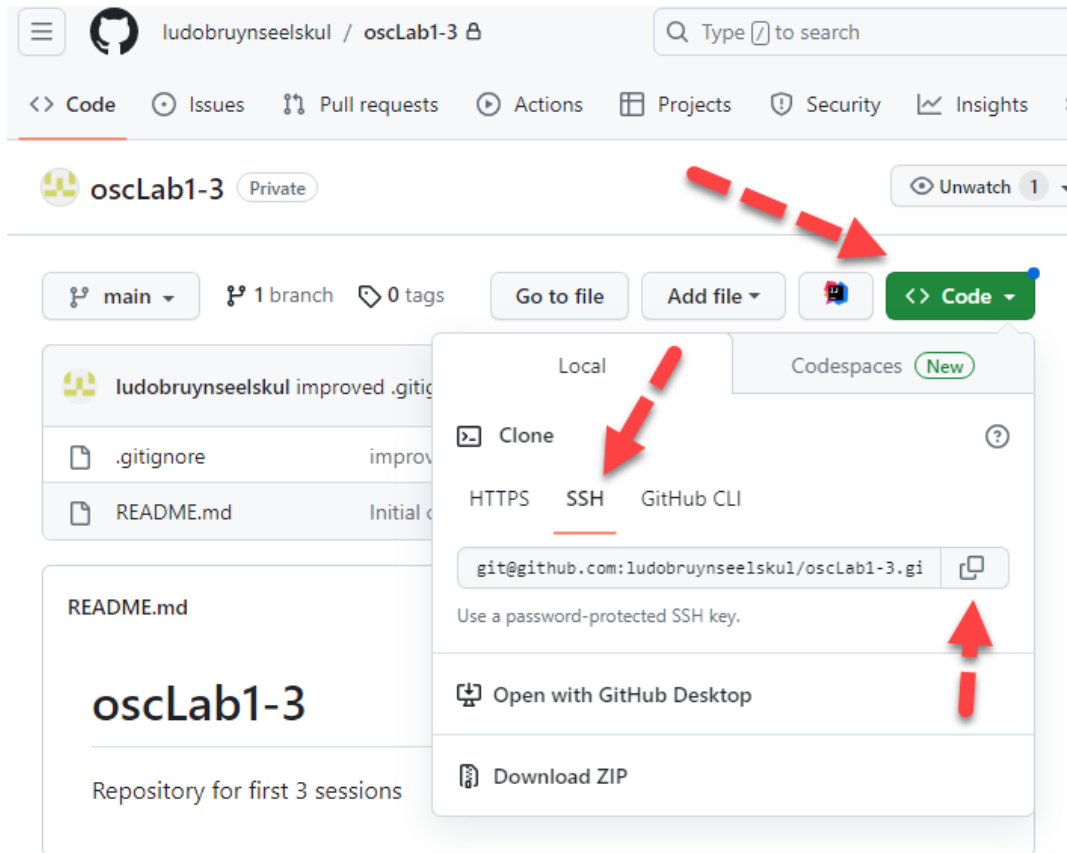 ludobruynseelskul / oscLab1-3
Type / to search
Code Issues Pull requests Actions Projects Security Insights
oscLab1-3 Private
Unwatch 1
main 1 branch 0 tags Go to file Add file Code
Local Codespaces New
ludobruynseelskul improved
Clone
.gitignore
HTTPS SSH GitHub CLI
README.md Initial
git@github.com:ludobruynseelskul/oscLab1-3.gi
README.md
Use a password-protected SSH key.
Open with GitHub Desktop
oscLab1-3
Download ZIP
Repository for first 3 sessions